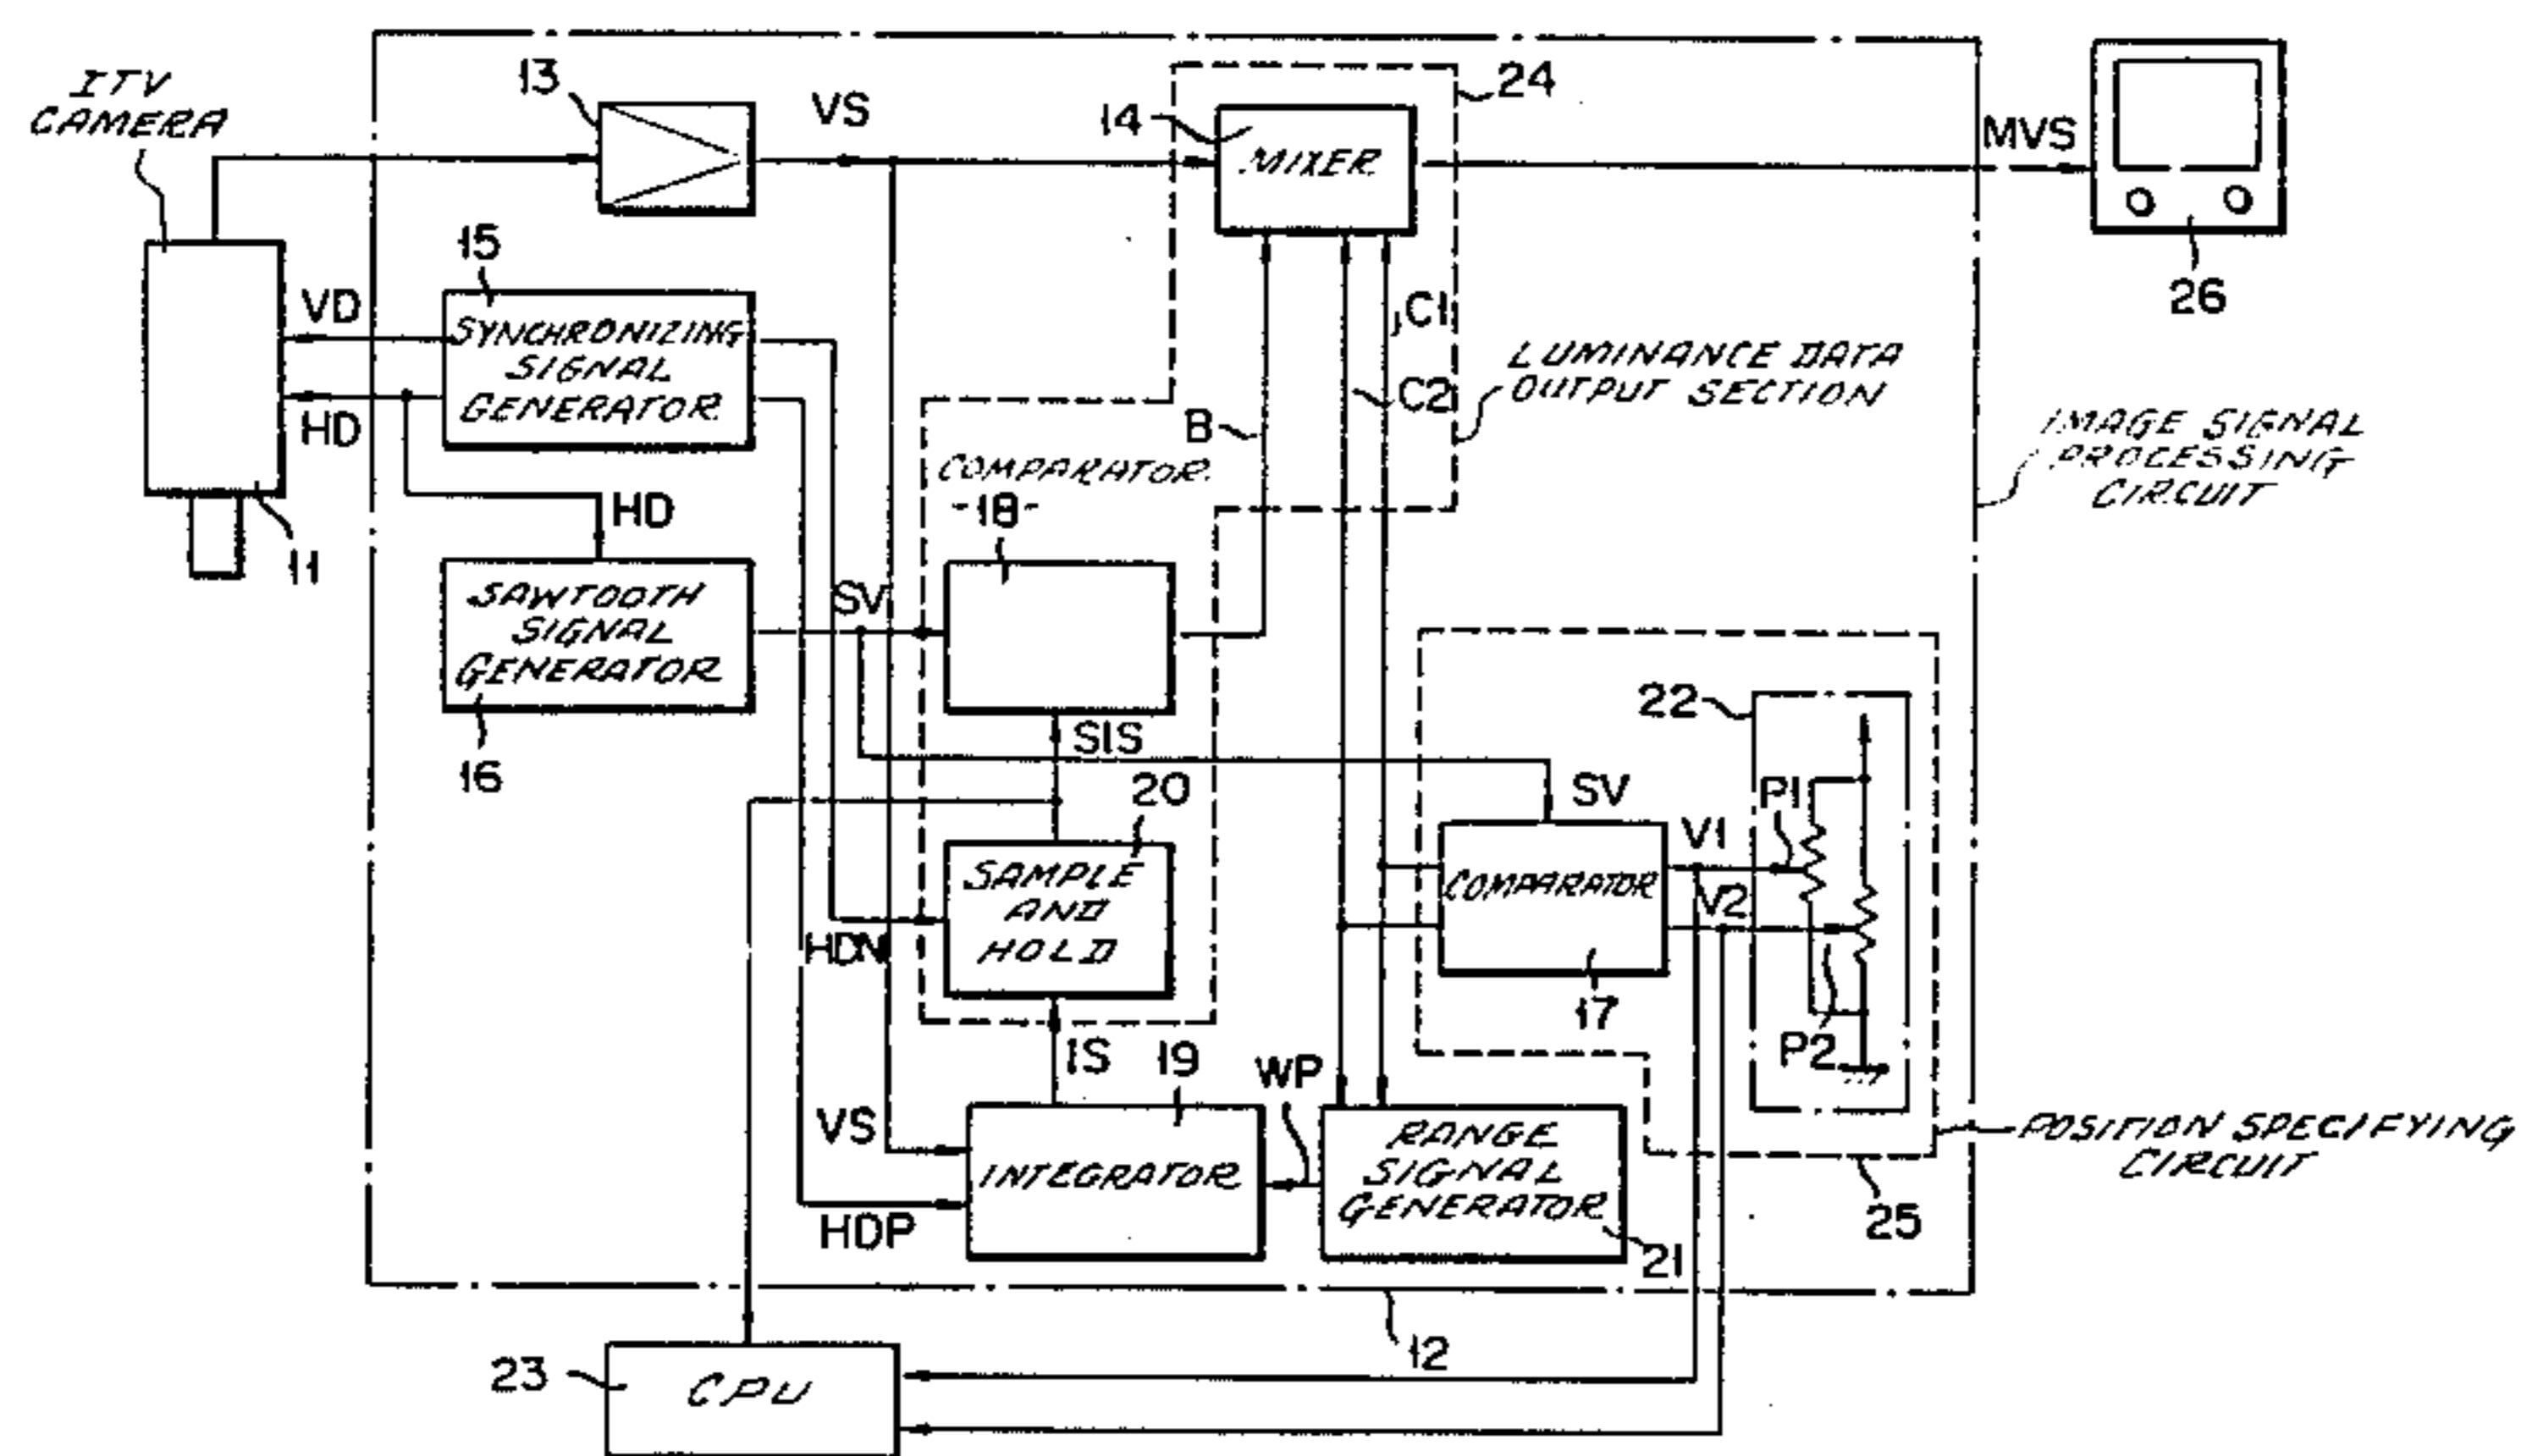 ITV
CAMERA
13
VS
14
MIXER
24
MVS
26
15
VD
SYNCHRONIZING
SIGNAL
GENERATOR
HD
11
HD
C1
C2
B
LUMINANCE DATA
OUTPUT SECTION
IMAGE SIGNAL
PROCESSING
CIRCUIT
COMPARATOR
-18-
SAWTOOTH
SIGNAL
GENERATOR
16
SV
SIS
20
SAMPLE
AND
HOLD
HDN
SV
COMPARATOR
17
V1
V2
22
P1
P2
IS
19
WP
VS
INTEGRATOR
HDP
RANGE
SIGNAL
GENERATOR
21
POSITION SPECIFYING
CIRCUIT
25
12
23
CPU